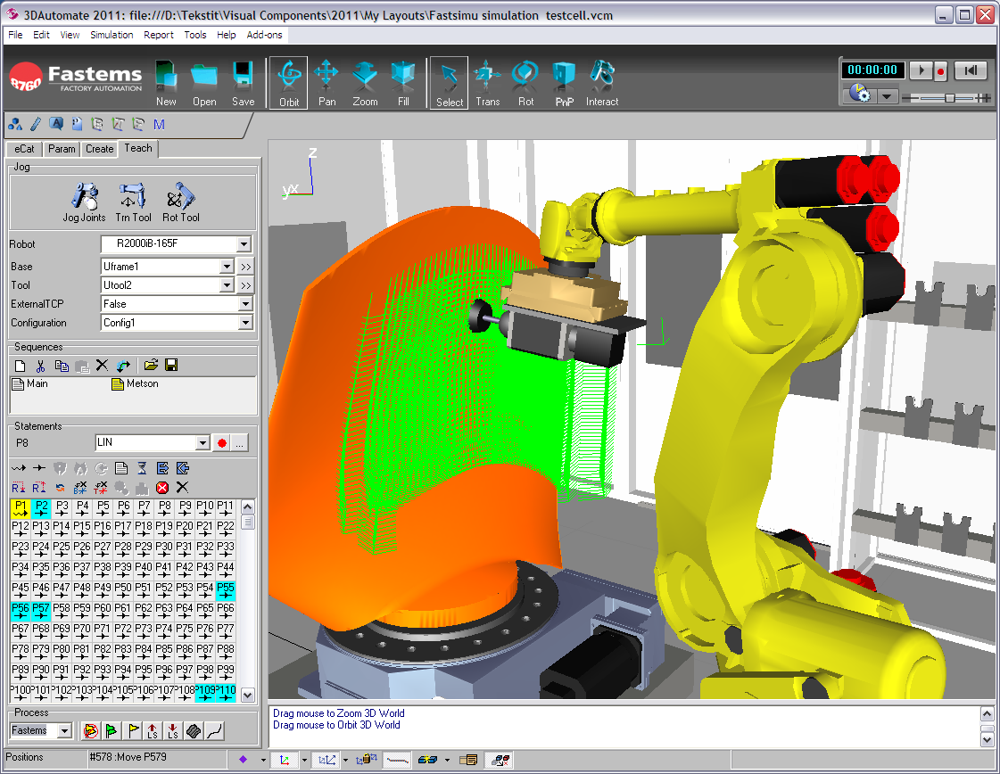 3DAutomate 2011: file:///D:\Tekstit\Visual Components\2011\My Layouts\Fastsimu simulation testcell.vcm
File Edit View Simulation Report Tools Help Add-ons
8760 Fastems
FACTORY AUTOMATION
New Open Save Orbit Pan Zoom Fill Select Trans Rot PnP Interact
00:00:00
M
eCat Param Create Teach
Jog
Jog Joints Trn Tool Rot Tool
Robot R2000iB-165F
Base Uframe1 >>
Tool Utool2 >>
ExternalTCP False
Configuration Config1
Sequences
Main Metson
Statements
P8 LIN ...
P1 P2 P3 P4 P5 P6 P7 P8 P9 P10 P11
P12 P13 P14 P15 P16 P17 P18 P19 P20 P21 P22
P23 P24 P25 P26 P27 P28 P29 P30 P31 P32 P33
P34 P35 P36 P37 P38 P39 P40 P41 P42 P43 P44
P45 P46 P47 P48 P49 P50 P51 P52 P53 P54 P55
P56 P57 P58 P59 P60 P61 P62 P63 P64 P65 P66
P67 P68 P69 P70 P71 P72 P73 P74 P75 P76 P77
P78 P79 P80 P81 P82 P83 P84 P85 P86 P87 P88
P89 P90 P91 P92 P93 P94 P95 P96 P97 P98 P99
P100 P101 P102 P103 P104 P105 P106 P107 P108 P109 P110
Process
Fastems LS LS
z
yx
Drag mouse to Zoom 3D World
Drag mouse to Orbit 3D World
Positions #578 :Move P579